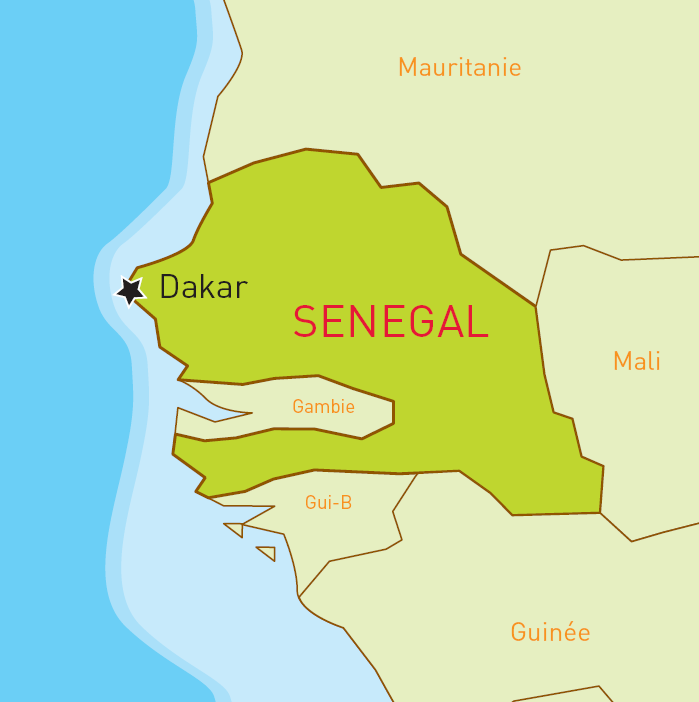 Mauritanie
Dakar
SENEGAL
Mali
Gambie
Gui-B
Guinée